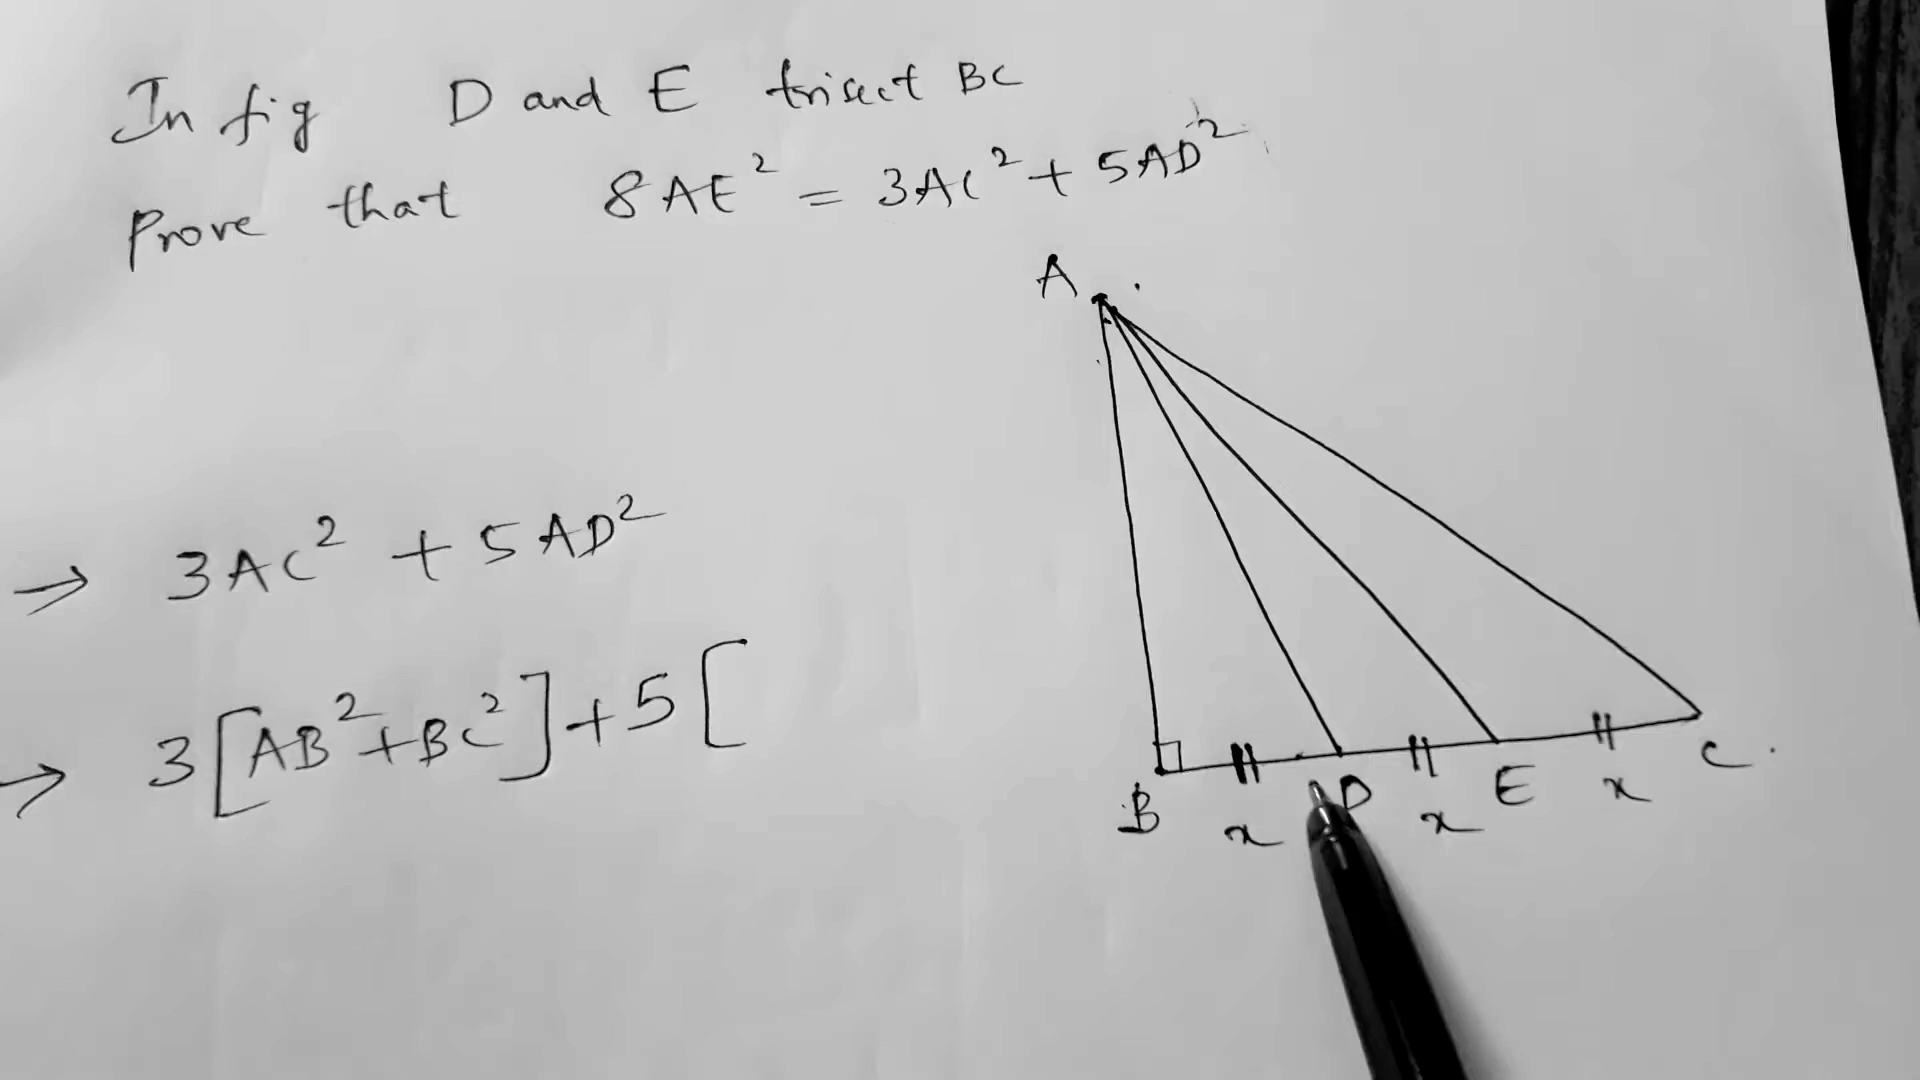 In fig D and E trisect BC
Prove that 8AE² = 3AC² + 5AD²
A
→ 3AC² + 5AD²
→ 3[AB²+BC²]+5[
B x D x E x C